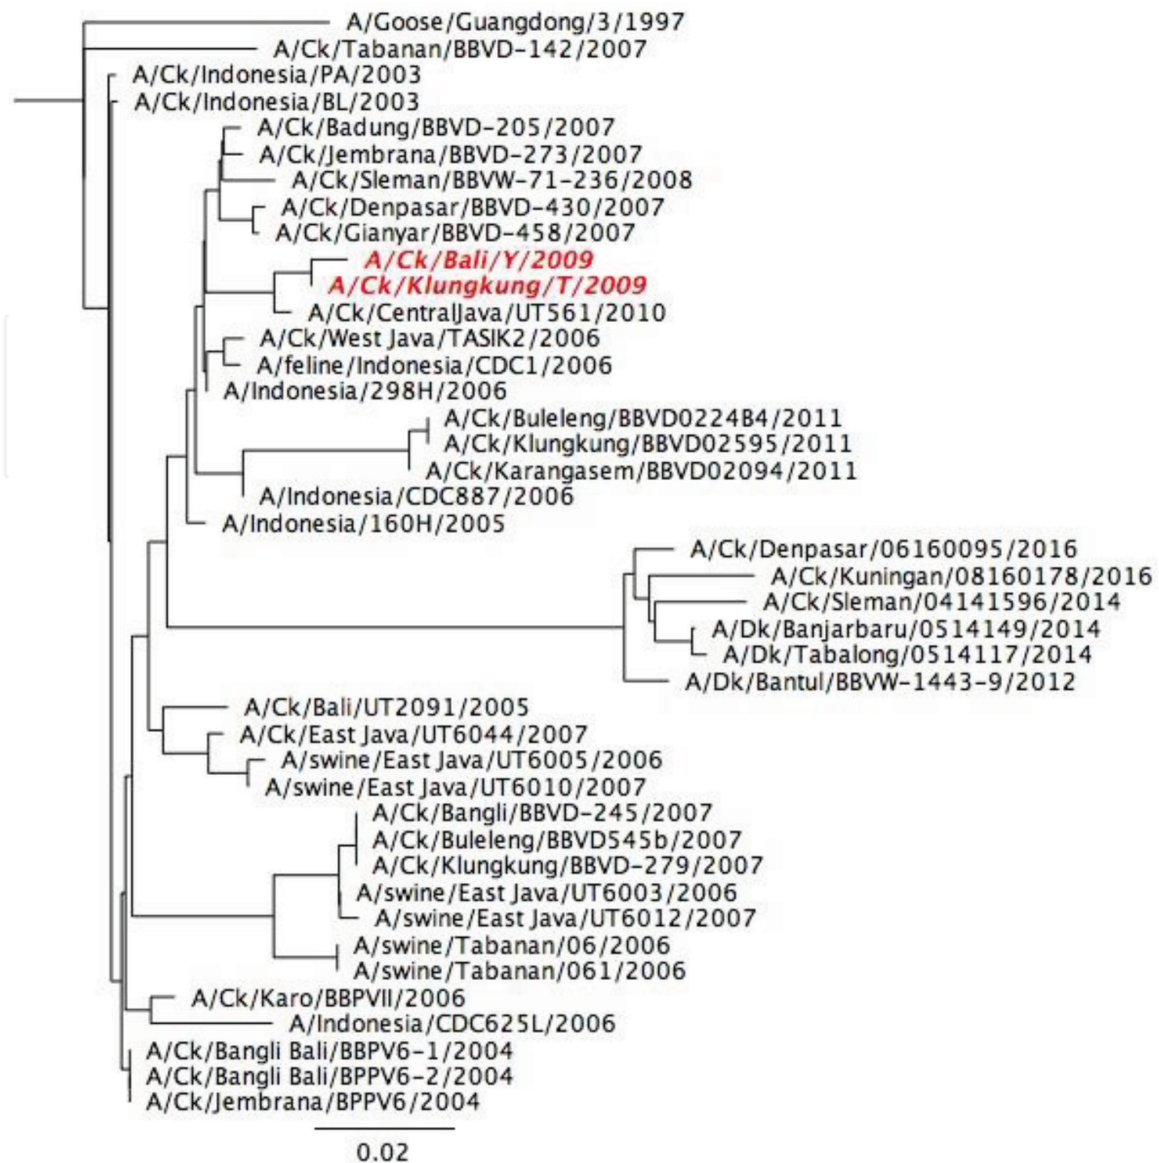 A/Goose/Guangdong/3/1997
A/Ck/Tabanan/BBVD-142/2007
A/Ck/Indonesia/PA/2003
A/Ck/Indonesia/BL/2003
A/Ck/Badung/BBVD-205/2007
A/Ck/Jembrana/BBVD-273/2007
A/Ck/Sleman/BBVW-71-236/2008
A/Ck/Denpasar/BBVD-430/2007
A/Ck/Gianyar/BBVD-458/2007
A/Ck/Bali/Y/2009
A/Ck/Klungkung/T/2009
A/Ck/CentralJava/UT561/2010
A/Ck/West Java/TASIK2/2006
A/feline/Indonesia/CDC1/2006
A/Indonesia/298H/2006
A/Ck/Buleleng/BBVD0224B4/2011
A/Ck/Klungkung/BBVD02595/2011
A/Ck/Karangasem/BBVD02094/2011
A/Indonesia/CDC887/2006
A/Indonesia/160H/2005
A/Ck/Denpasar/06160095/2016
A/Ck/Kuningan/08160178/2016
A/Ck/Sleman/04141596/2014
A/Dk/Banjarbaru/0514149/2014
A/Dk/Tabalong/0514117/2014
A/Dk/Bantul/BBVW-1443-9/2012
A/Ck/Bali/UT2091/2005
A/Ck/East Java/UT6044/2007
A/swine/East Java/UT6005/2006
A/swine/East Java/UT6010/2007
A/Ck/Bangli/BBVD-245/2007
A/Ck/Buleleng/BBVD545b/2007
A/Ck/Klungkung/BBVD-279/2007
A/swine/East Java/UT6003/2006
A/swine/East Java/UT6012/2007
A/swine/Tabanan/06/2006
A/swine/Tabanan/061/2006
A/Ck/Karo/BBPVII/2006
A/Indonesia/CDC625L/2006
A/Ck/Bangli Bali/BBPV6-1/2004
A/Ck/Bangli Bali/BPPV6-2/2004
A/Ck/Jembrana/BPPV6/2004
0.02